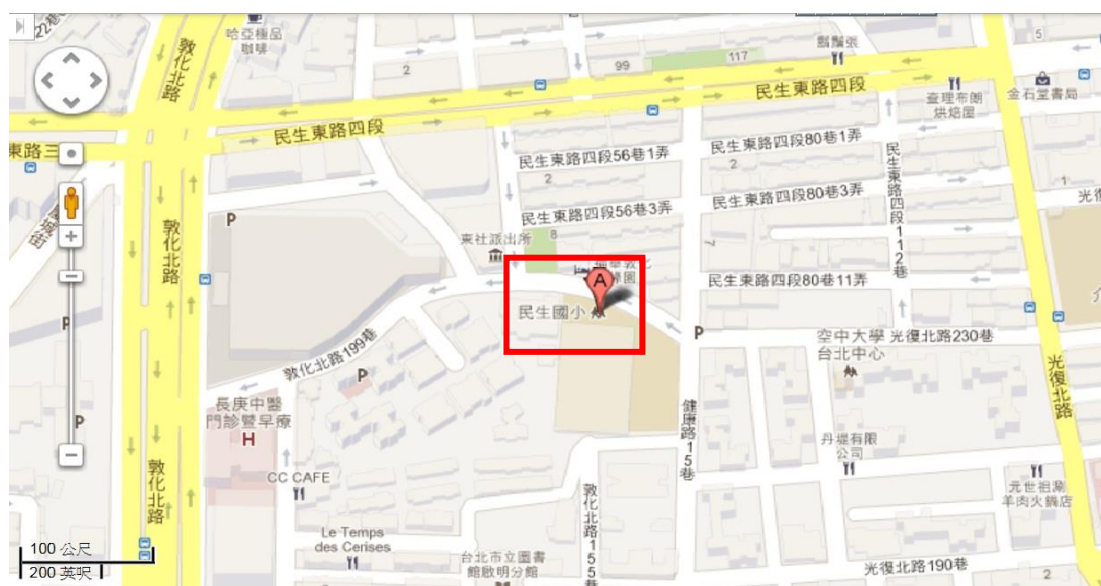 哈亞極品
咖啡
鬍鬚張
5
敦化北路
2
99
117
民生東路四段
查理布朗
烘焙屋
金石堂書局
民生東路四段
東路三
民生東路四段56巷1弄
民生東路四段80巷1弄
2
2
1
民生東路四段112巷
民生東路四段56巷3弄
民生東路四段80巷3弄
光復
P
敦化北路
東社派出所
8
7
民生東路四段80巷11弄
A
民生國小
P
P
空中大學
台北中心
光復北路230巷
敦化北路199巷
P
光復北路
長庚中醫
門診暨早療
H
健康路15巷
P
丹堤有限
公司
CC CAFE
敦化北路
元世祖涮
羊肉火鍋店
敦化北路155巷
Le Temps
des Cerises
台北市立圖書
館啟明分館
光復北路190巷
2
100 公尺
200 英呎